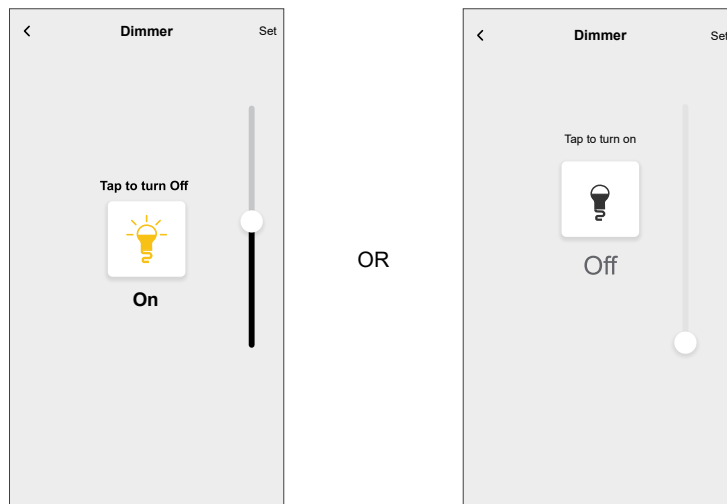 Dimmer
Set
Tap to turn Off
On
OR
Dimmer
Set
Tap to turn on
Off